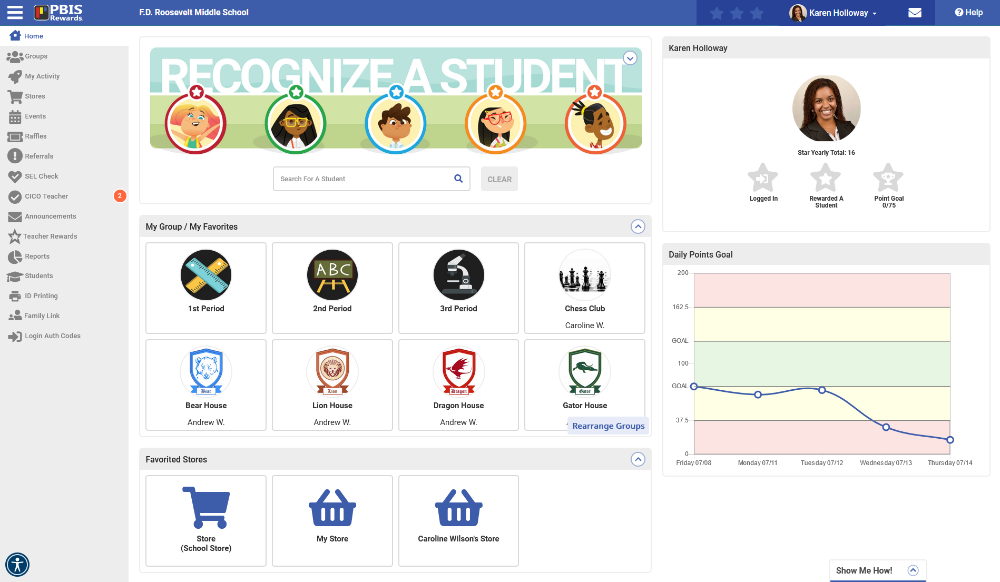 PBIS
Rewards
F.D. Roosevelt Middle School
Karen Holloway
Help
Home
Groups
My Activity
Stores
Events
Raffles
Referrals
SEL Check
CICO Teacher
2
Announcements
Teacher Rewards
Reports
Students
ID Printing
Family Link
Login Auth Codes
RECOGNIZE A STUDENT
Search For A Student
CLEAR
My Group / My Favorites
1st Period
ABC
2nd Period
3rd Period
Chess Club
Caroline W.
Bear
Bear House
Andrew W.
Lion
Lion House
Andrew W.
Dragon
Dragon House
Andrew W.
Gator
Gator House
Rearrange Groups
Favorited Stores
Store
(School Store)
My Store
Caroline Wilson's Store
Karen Holloway
Star Yearly Total: 16
Logged In
Rewarded A
Student
Point Goal
0/75
Daily Points Goal
200
162.5
GOAL
100
GOAL
37.5
0
Friday 07/08
Monday 07/11
Tuesday 07/12
Wednesday 07/13
Thursday 07/14
Show Me How!